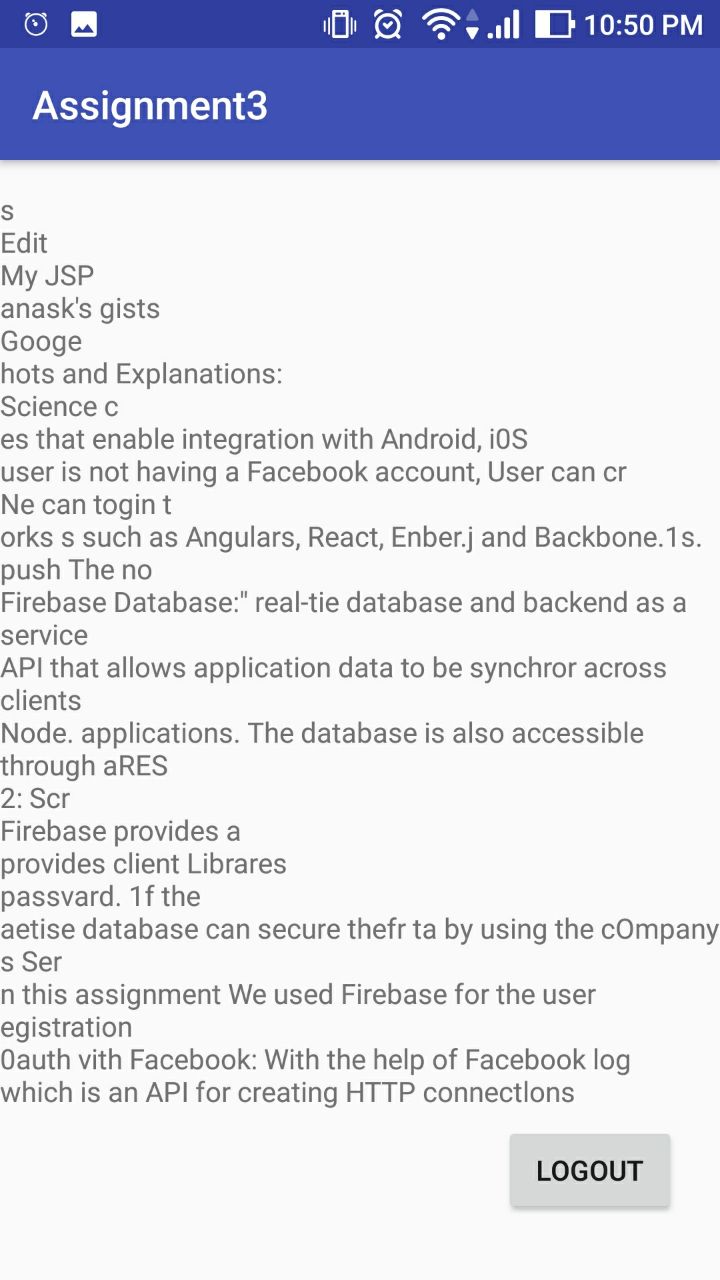 10:50 PM
Assignment3
s
Edit
My JSP
anask's gists
Googe
hots and Explanations:
Science c
es that enable integration with Android, i0S
user is not having a Facebook account, User can cr
Ne can togin t
orks s such as Angulars, React, Enber.j and Backbone.1s.
push The no
Firebase Database:" real-tie database and backend as a
service
API that allows application data to be synchror across
clients
Node. applications. The database is also accessible
through aRES
2: Scr
Firebase provides a
provides client Librares
passvard. 1f the
aetise database can secure thefr ta by using the cOmpany
s Ser
n this assignment We used Firebase for the user
egistration
0auth vith Facebook: With the help of Facebook log
which is an API for creating HTTP connectlons
LOGOUT